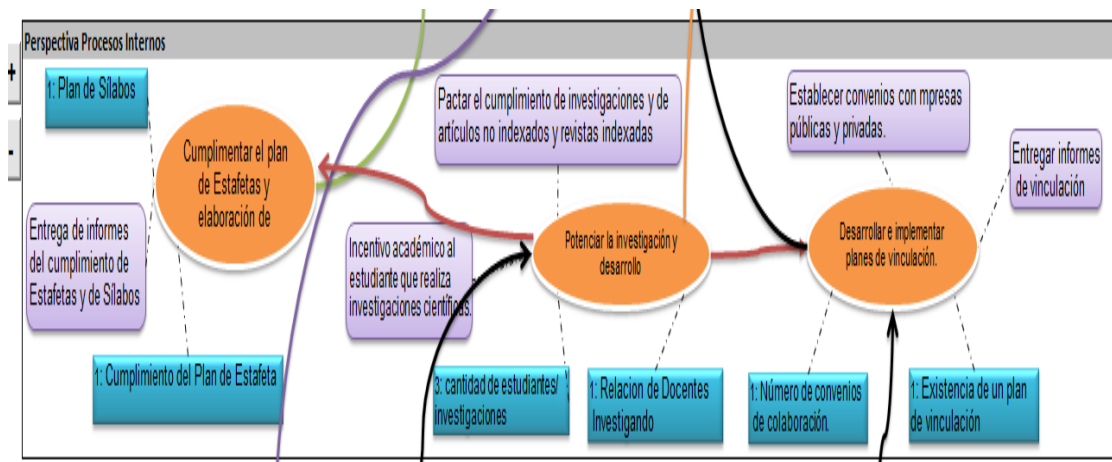 Perspectiva Procesos Internos
+
-
1: Plan de Sílabos
Cumplimentar el plan
de Estafetas y
elaboración de
Entrega de informes
del cumplimiento de
Estafetas y de Sílabos
1: Cumplimiento del Plan de Estafeta
Pactar el cumplimiento de investigaciones y de
artículos no indexados y revistas indexadas
Incentivo académico al
estudiante que realiza
investigaciones científicas.
Potenciar la investigación y
desarrollo
3: cantidad de estudiantes/
investigaciones
1: Relacion de Docentes
Investigando
Establecer convenios con mpresas
públicas y privadas.
Entregar informes
de vinculación
Desarrollar e implementar
planes de vinculación.
1: Número de convenios
de colaboración.
1: Existencia de un plan
de vinculación